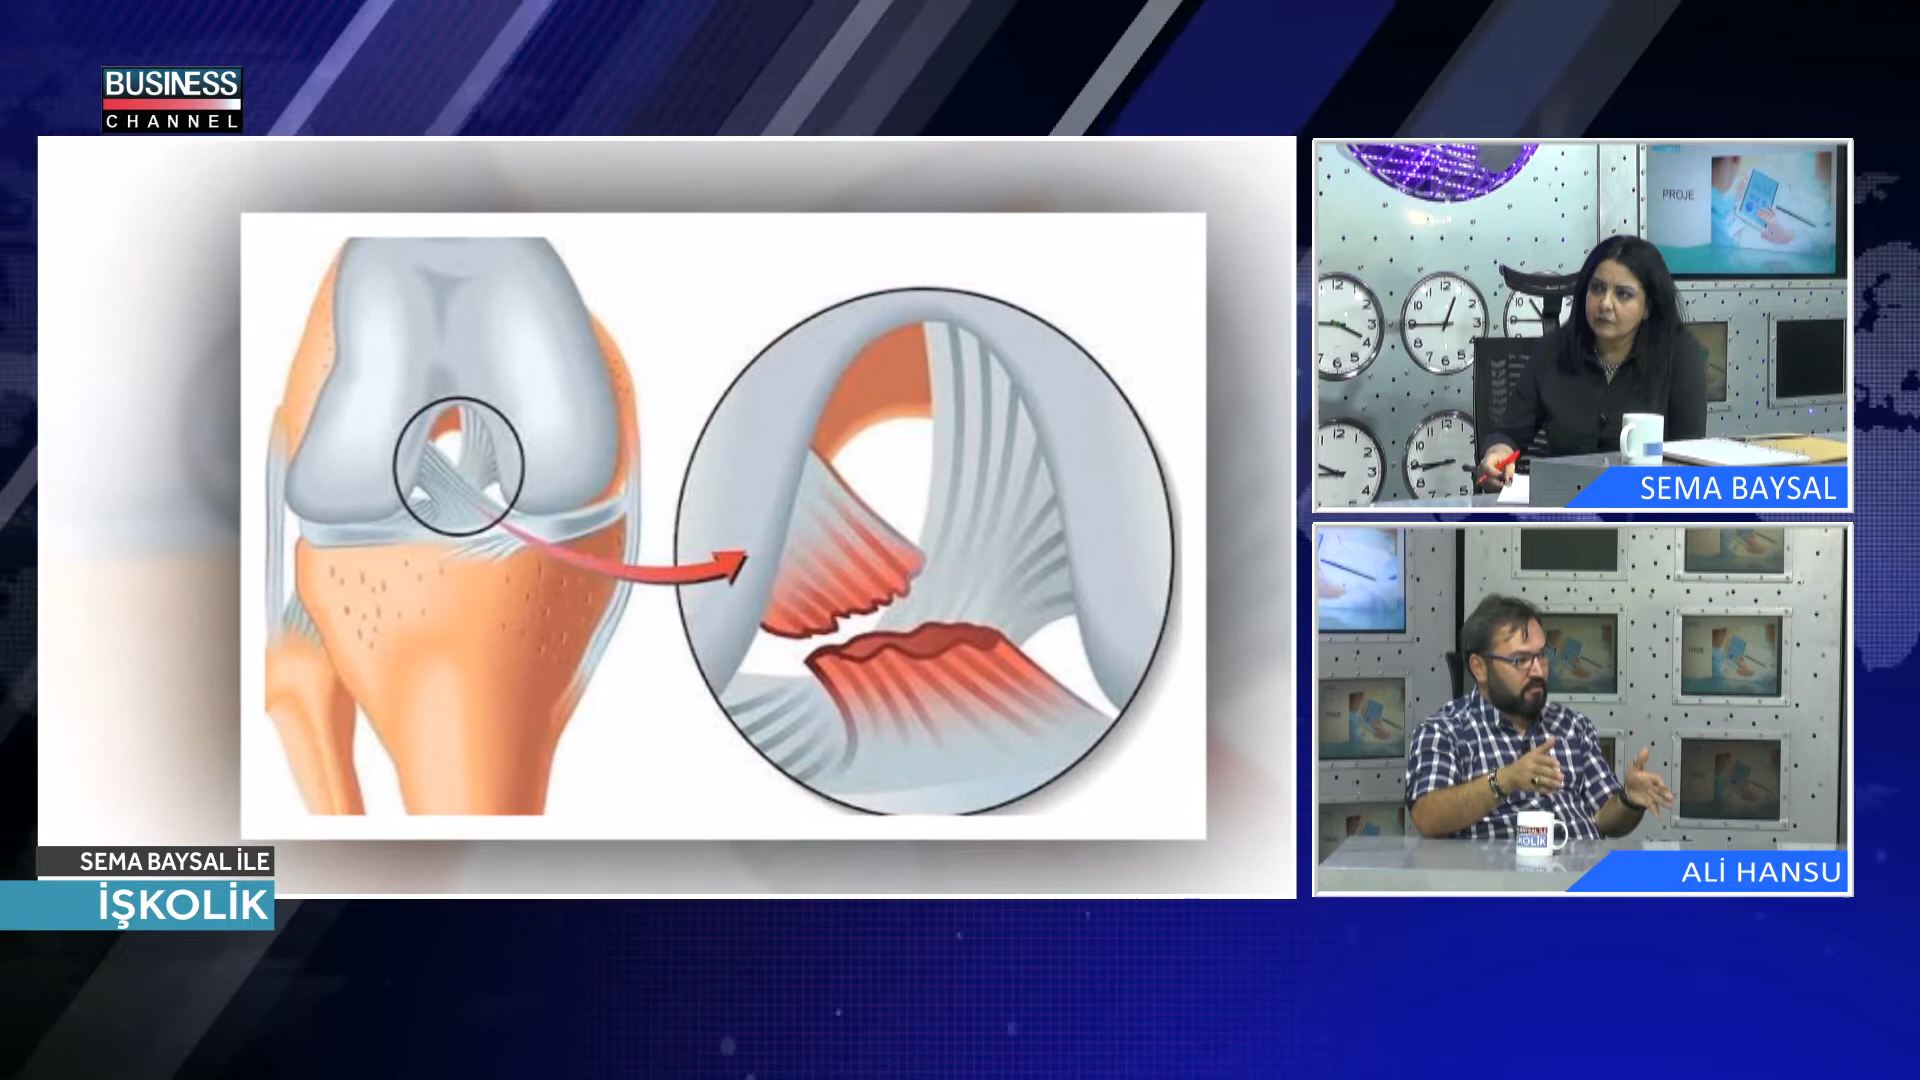 BUSINESS
CHANNEL
PROJE
SEMA BAYSAL
ALİ HANSU
SEMA BAYSAL İLE
İŞKOLİK